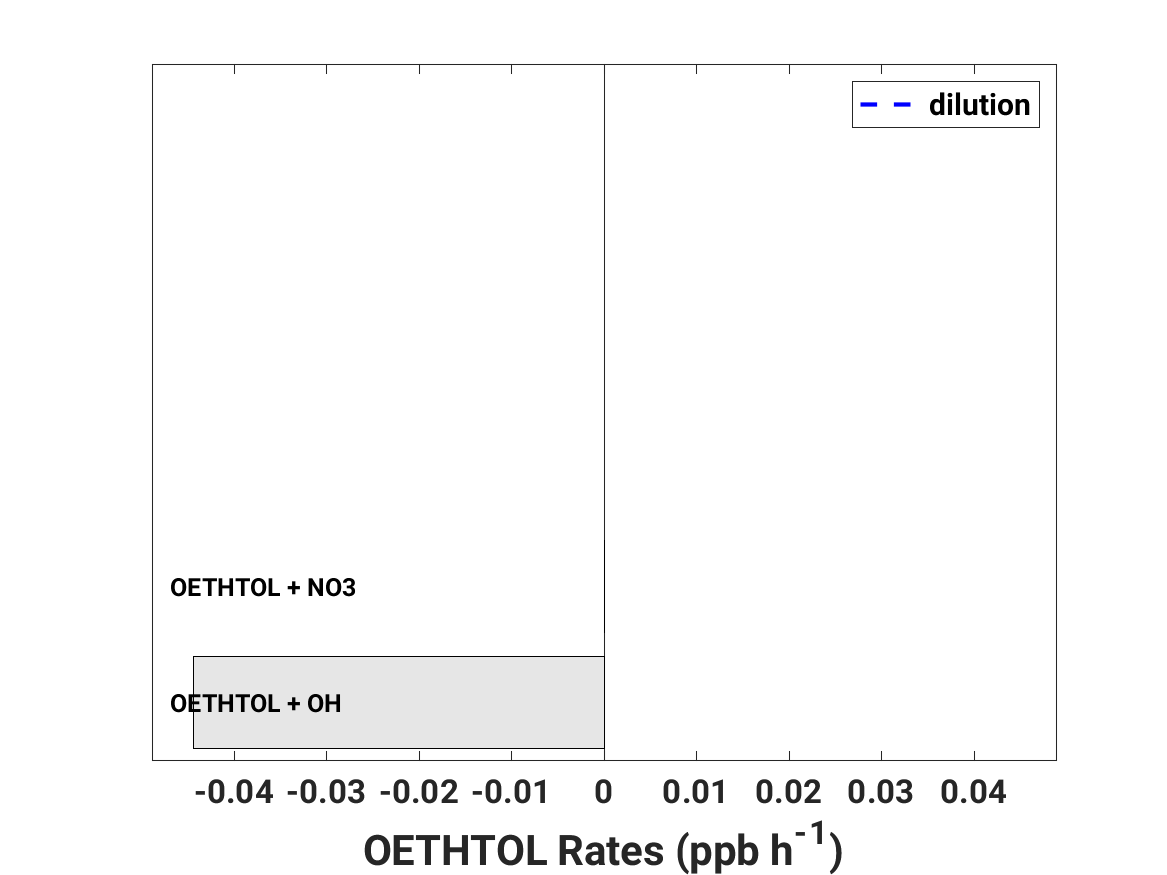 dilution
OETHTOL + NO3
OETHTOL + OH
-0.04 -0.03 -0.02 -0.01 0 0.01 0.02 0.03 0.04
OETHTOL Rates (ppb h⁻¹)